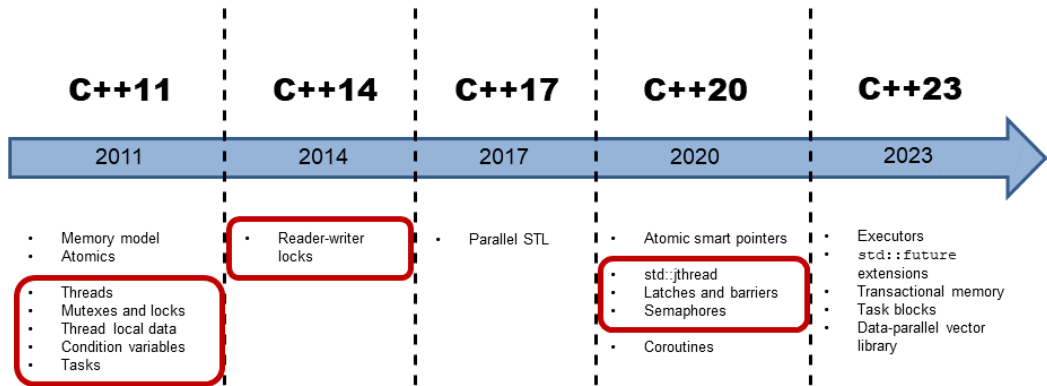 C++11
C++14
C++17
C++20
C++23
2011
2014
2017
2020
2023
• Memory model
• Atomics
• Threads
• Mutexes and locks
• Thread local data
• Condition variables
• Tasks
• Reader-writer
locks
• Parallel STL
• Atomic smart pointers
• std::jthread
• Latches and barriers
• Semaphores
• Coroutines
• Executors
• std::future
extensions
• Transactional memory
• Task blocks
• Data-parallel vector
library